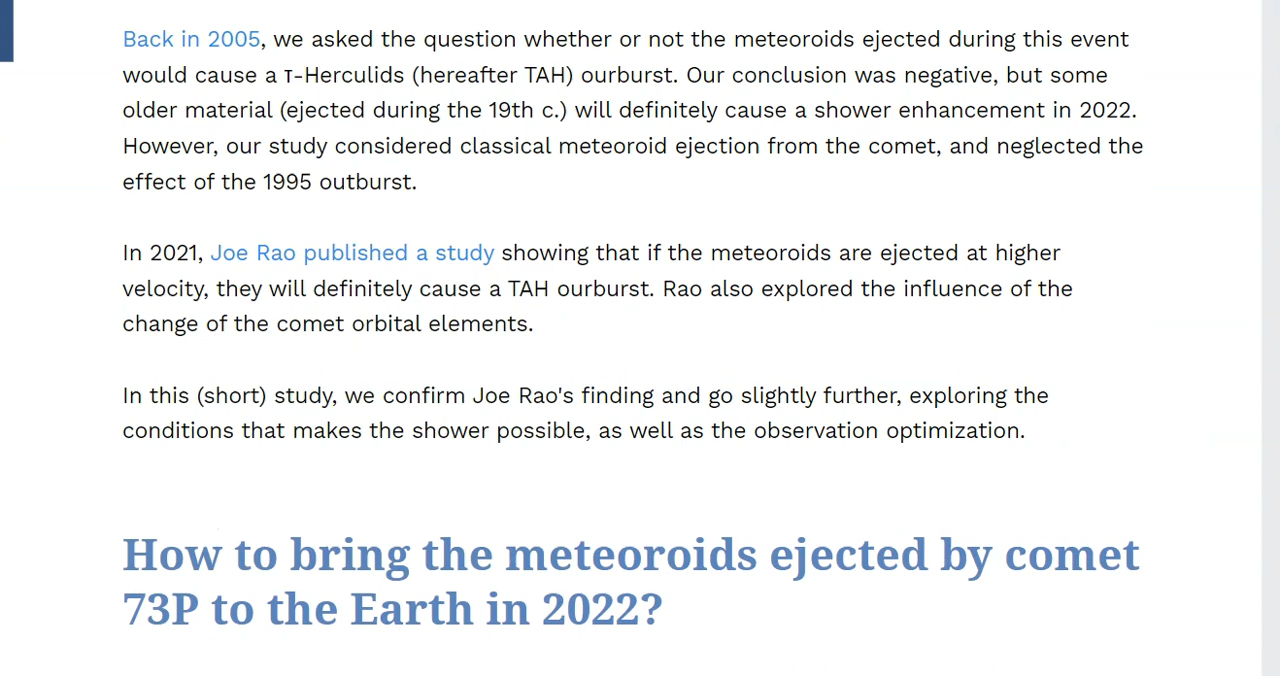 Back in 2005, we asked the question whether or not the meteoroids ejected during this event
would cause a τ-Herculids (hereafter TAH) ourburst. Our conclusion was negative, but some
older material (ejected during the 19th c.) will definitely cause a shower enhancement in 2022.
However, our study considered classical meteoroid ejection from the comet, and neglected the
effect of the 1995 outburst.
In 2021, Joe Rao published a study showing that if the meteoroids are ejected at higher
velocity, they will definitely cause a TAH ourburst. Rao also explored the influence of the
change of the comet orbital elements.
In this (short) study, we confirm Joe Rao's finding and go slightly further, exploring the
conditions that makes the shower possible, as well as the observation optimization.
How to bring the meteoroids ejected by comet
73P to the Earth in 2022?